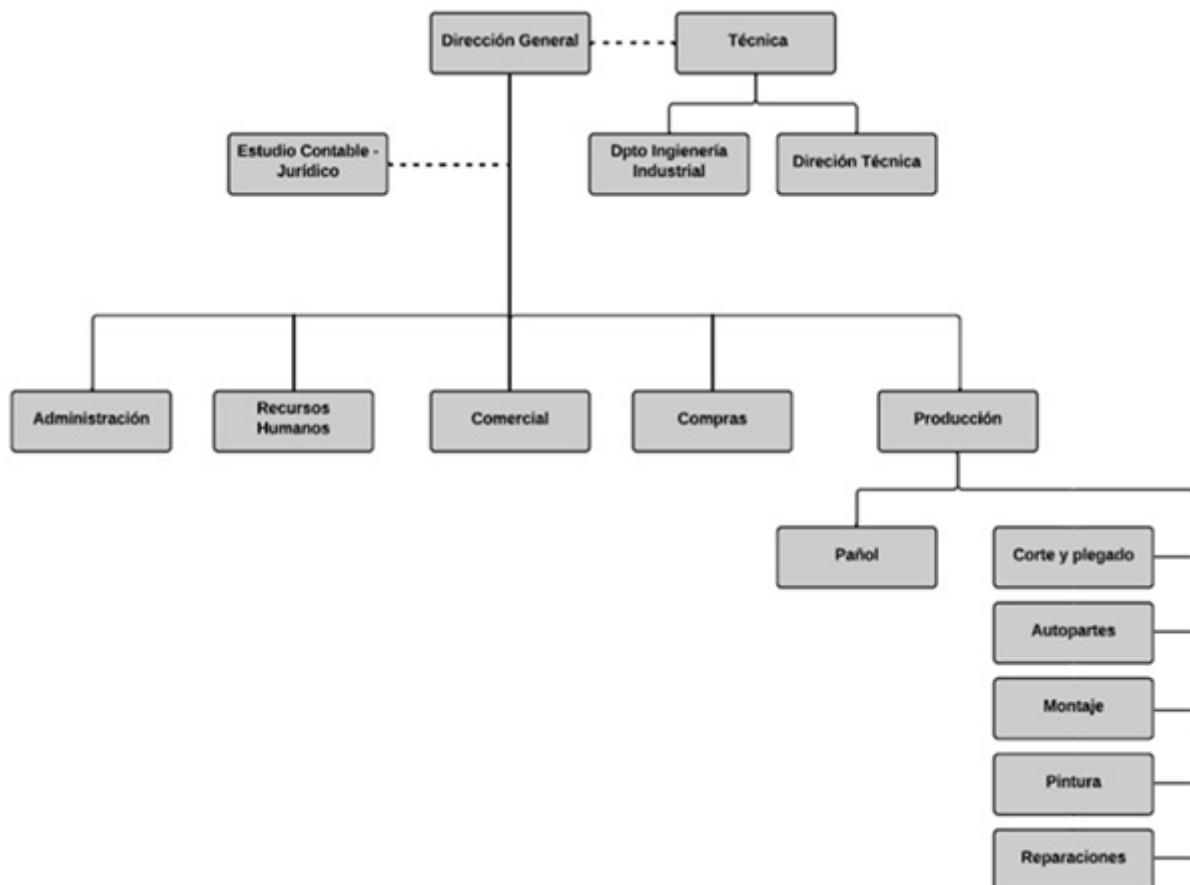 Dirección General
Técnica
Estudio Contable -
Jurídico
Dpto Ingienería
Industrial
Direción Técnica
Administración
Recursos
Humanos
Comercial
Compras
Producción
Pañol
Corte y plegado
Autopartes
Montaje
Pintura
Reparaciones